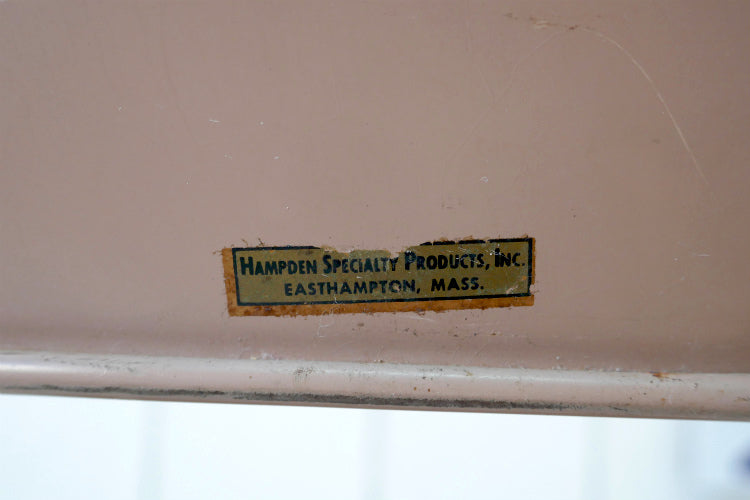 Hampden Specialty Products, Inc.
EASTHAMPTON, MASS.